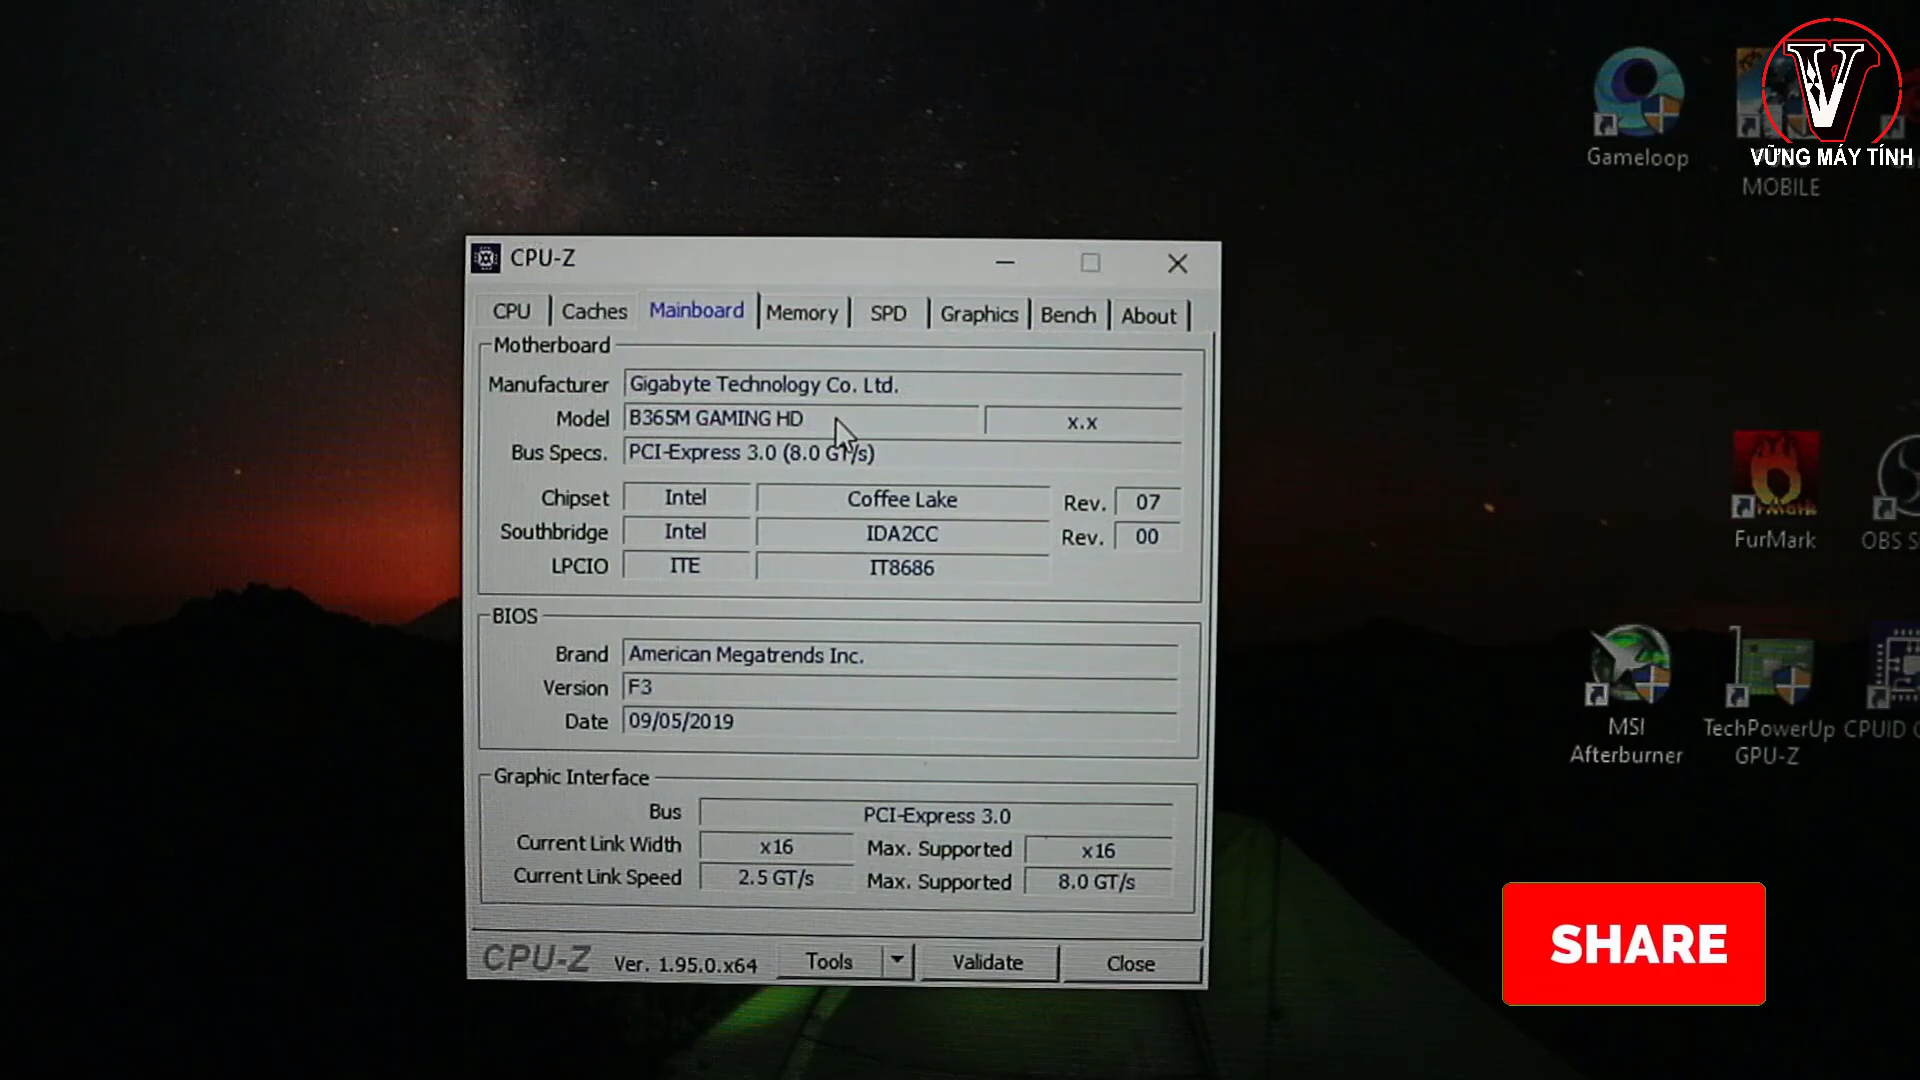 VỮNG MÁY TÍNH
Gameloop
MOBILE
CPU-Z
CPU Caches Mainboard Memory SPD Graphics Bench About
Motherboard
Manufacturer Gigabyte Technology Co. Ltd.
Model B365M GAMING HD x.x
Bus Specs. PCI-Express 3.0 (8.0 GT/s)
Chipset Intel Coffee Lake Rev. 07
Southbridge Intel IDA2CC Rev. 00
LPCIO ITE IT8686
BIOS
Brand American Megatrends Inc.
Version F3
Date 09/05/2019
Graphic Interface
Bus PCI-Express 3.0
Current Link Width x16 Max. Supported x16
Current Link Speed 2.5 GT/s Max. Supported 8.0 GT/s
CPU-Z Ver. 1.95.0.x64 Tools Validate Close
FurMark
OBS S
MSI
Afterburner
TechPowerUp
GPU-Z
CPUID
SHARE